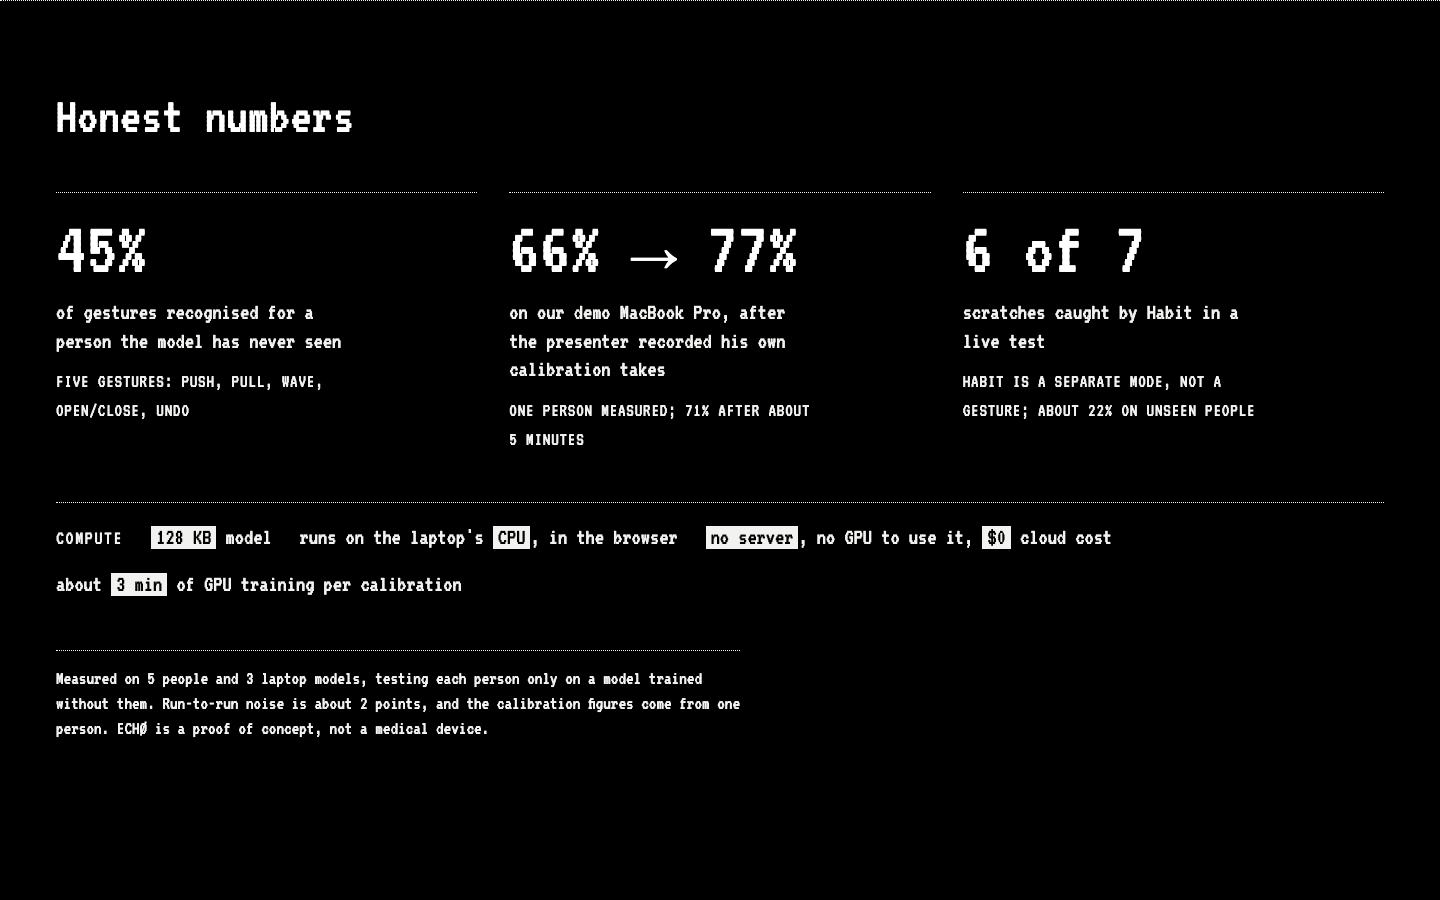 Honest numbers
45%
of gestures recognised for a
person the model has never seen
FIVE GESTURES: PUSH, PULL, WAVE,
OPEN/CLOSE, UNDO
66% → 77%
on our demo MacBook Pro, after
the presenter recorded his own
calibration takes
ONE PERSON MEASURED; 71% AFTER ABOUT
5 MINUTES
6 of 7
scratches caught by Habit in a
live test
HABIT IS A SEPARATE MODE, NOT A
GESTURE; ABOUT 22% ON UNSEEN PEOPLE
COMPUTE 128 KB model runs on the laptop's CPU, in the browser no server, no GPU to use it, $0 cloud cost
about 3 min of GPU training per calibration
Measured on 5 people and 3 laptop models, testing each person only on a model trained
without them. Run-to-run noise is about 2 points, and the calibration figures come from one
person. ECHØ is a proof of concept, not a medical device.